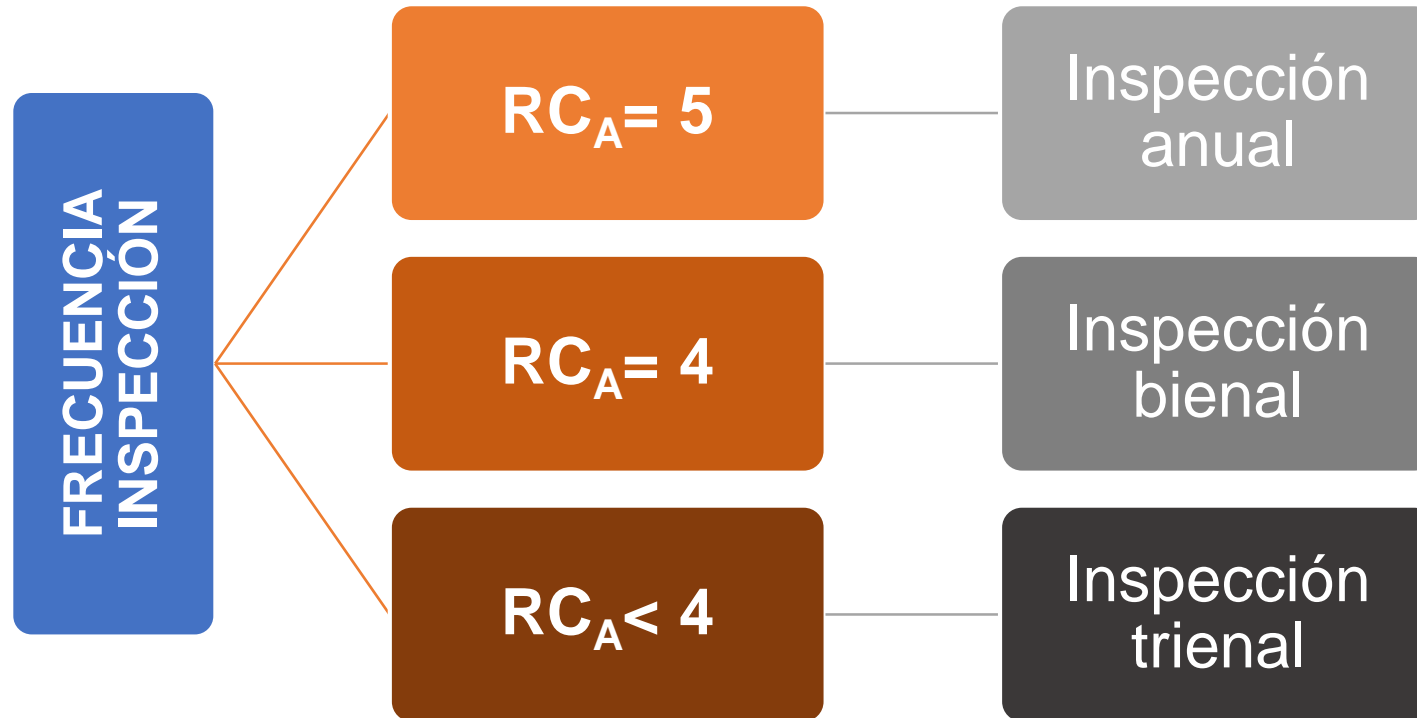 FRECUENCIA
INSPECCIÓN
RCA= 5
Inspección
anual
RCA= 4
Inspección
bienal
RCA< 4
Inspección
trienal